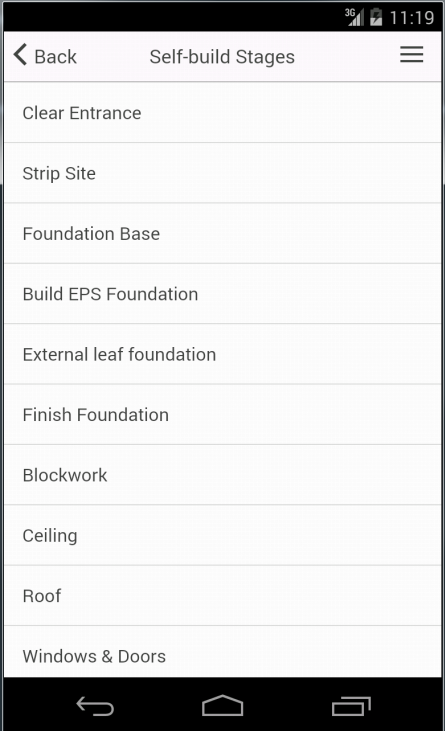 3G 11:19
Back Self-build Stages
Clear Entrance
Strip Site
Foundation Base
Build EPS Foundation
External leaf foundation
Finish Foundation
Blockwork
Ceiling
Roof
Windows & Doors